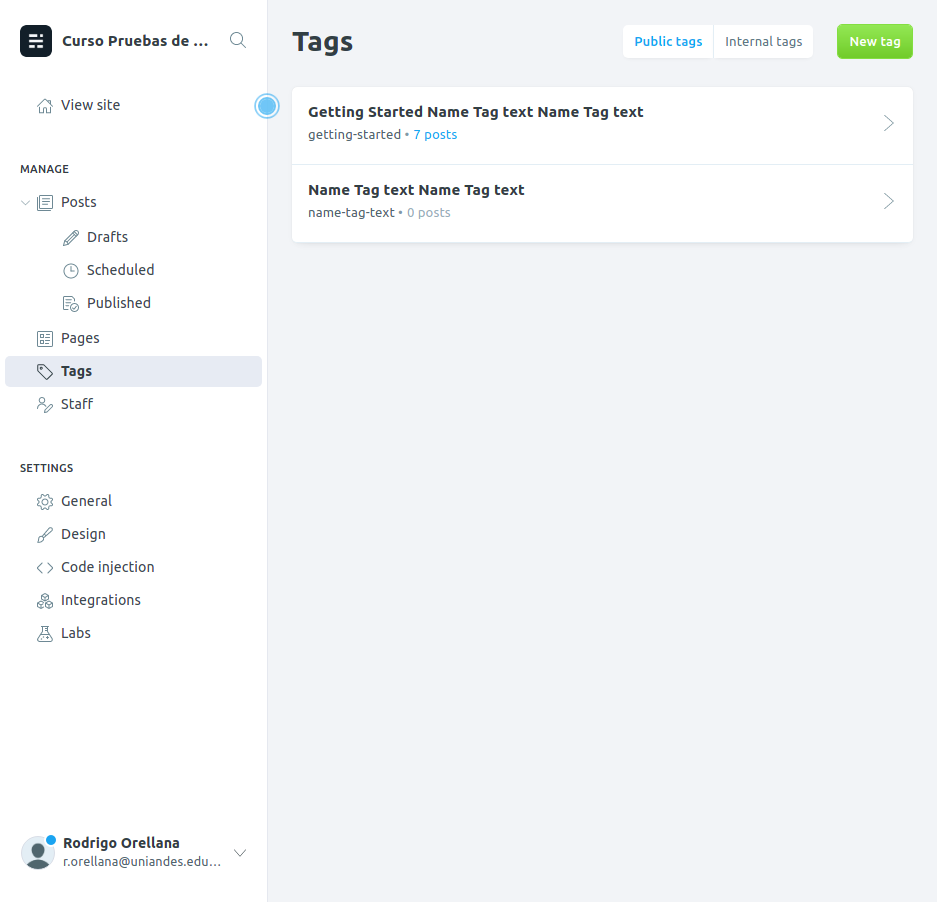 Curso Pruebas de ...
View site
MANAGE
Posts
Drafts
Scheduled
Published
Pages
Tags
Staff
SETTINGS
General
Design
Code injection
Integrations
Labs
Rodrigo Orellana
r.orellana@uniandes.edu...
Tags
Public tags
Internal tags
New tag
Getting Started Name Tag text Name Tag text
getting-started • 7 posts
Name Tag text Name Tag text
name-tag-text • 0 posts